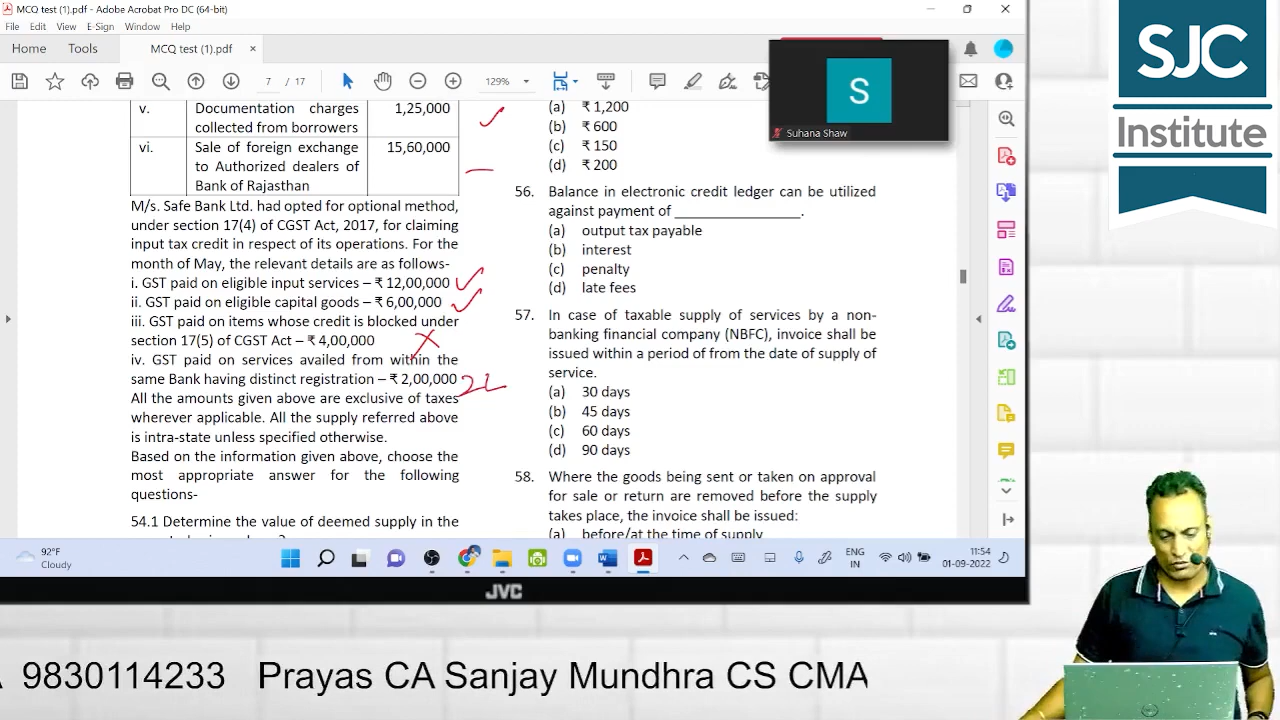 MCQ test (1).pdf - Adobe Acrobat Pro DC (64-bit)
File Edit View E-Sign Window Help
Home Tools MCQ test (1).pdf ×
7 / 17 129%
v. Documentation charges collected from borrowers 1,25,000
vi. Sale of foreign exchange to Authorized dealers of Bank of Rajasthan 15,60,000
M/s. Safe Bank Ltd. had opted for optional method,
under section 17(4) of CGST Act, 2017, for claiming
input tax credit in respect its operations. For the
month of May, the relevant details are as follows-
i. GST paid on eligible input services – ₹ 12,00,000
ii. GST paid on eligible capital goods – ₹ 6,00,000
iii. GST paid on items whose credit is blocked under
section 17(5) of CGST Act – ₹ 4,00,000
iv. GST paid on services availed from within the
same Bank having distinct registration – ₹ 2,00,000
2L
All the amounts given above are exclusive of taxes
wherever applicable. All the supply referred above
is intra-state unless specified otherwise.
Based on the information given above, choose the
most appropriate answer for the following
questions-
54.1 Determine the value of deemed supply in the
(a) ₹ 1,200
(b) ₹ 600
(c) ₹ 150
(d) ₹ 200
56. Balance in electronic credit ledger can be utilized
against payment of ________________.
(a) output tax payable
(b) interest
(c) penalty
(d) late fees
57. In case of taxable supply of services by a non-
banking financial company (NBFC), invoice shall be
issued within a period of from the date of supply of
service.
(a) 30 days
(b) 45 days
(c) 60 days
(d) 90 days
58. Where the goods being sent or taken on approval
for sale or return are removed before the supply
takes place, the invoice shall be issued:
(a) before/at the time of supply
S
Suhana Shaw
SJC
Institute
92°F
Cloudy
ENG
IN
11:54
01-09-2022
JVC
9830114233 Prayas CA Sanjay Mundhra CS CMA